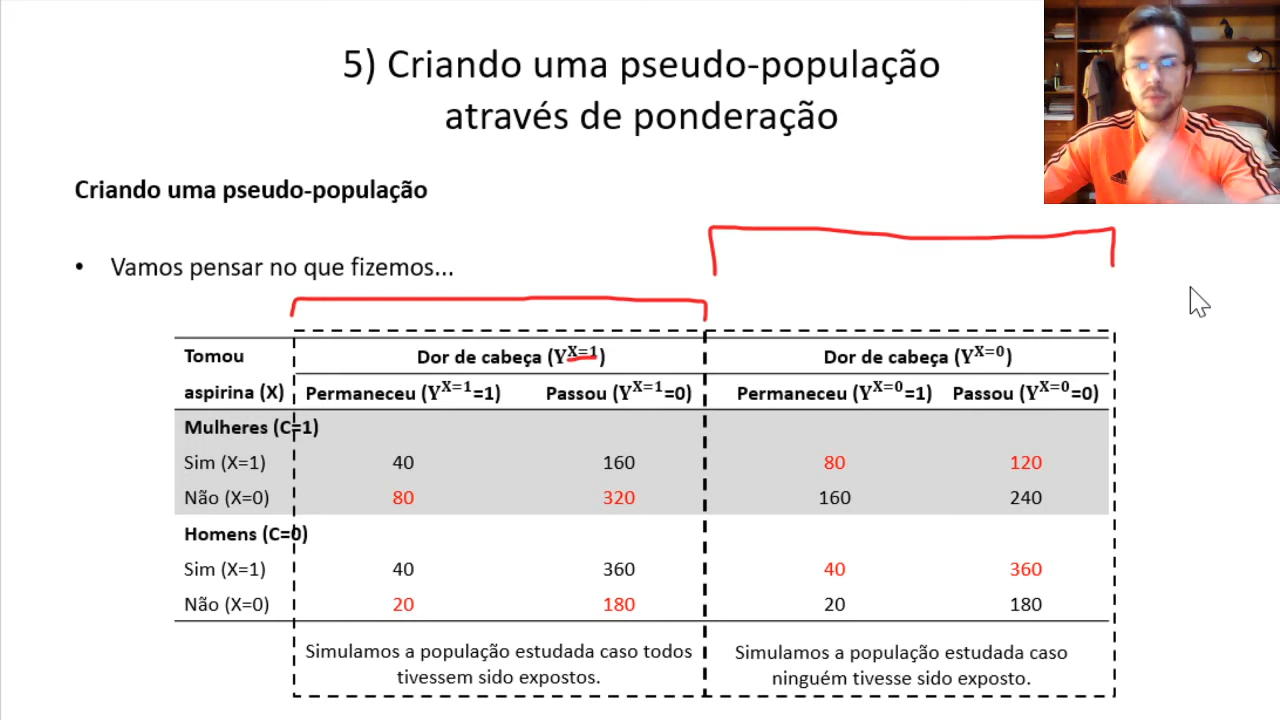 5) Criando uma pseudo-população
através de ponderação
Criando uma pseudo-população
• Vamos pensar no que fizemos...
Tomou aspirina (X) Dor de cabeça (Y^X=1) Dor de cabeça (Y^X=0)
Permaneceu (Y^X=1=1) Passou (Y^X=1=0) Permaneceu (Y^X=0=1) Passou (Y^X=0=0)
Mulheres (C=1)
Sim (X=1) 40 160 80 120
Não (X=0) 80 320 160 240
Homens (C=0)
Sim (X=1) 40 360 40 360
Não (X=0) 20 180 20 180
Simulamos a população estudada caso todos
tivessem sido expostos.
Simulamos a população estudada caso
ninguém tivesse sido exposto.
adidas